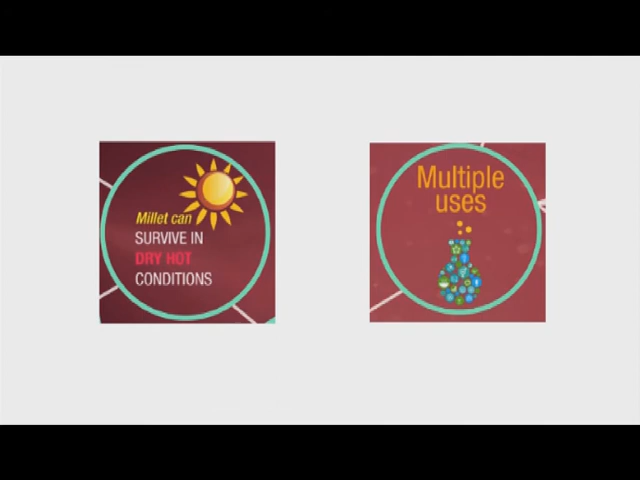 Millet can
SURVIVE IN
DRY HOT
CONDITIONS
Multiple
uses